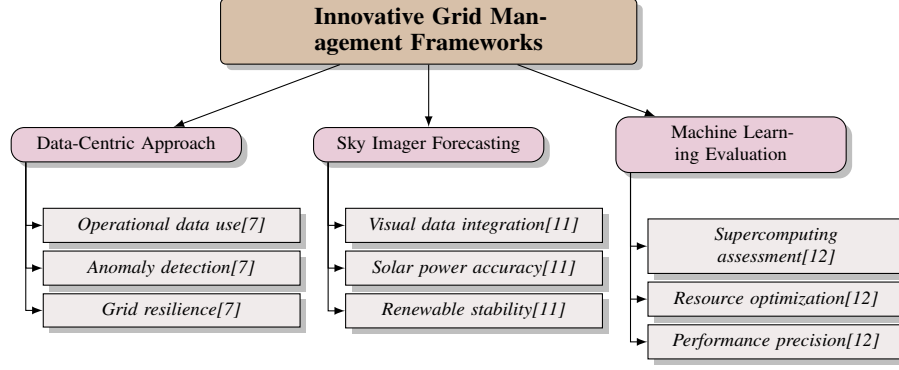 Innovative Grid Man-
agement Frameworks
Data-Centric Approach
Operational data use[7]
Anomaly detection[7]
Grid resilience[7]
Sky Imager Forecasting
Visual data integration[11]
Solar power accuracy[11]
Renewable stability[11]
Machine Learn-
ing Evaluation
Supercomputing
assessment[12]
Resource optimization[12]
Performance precision[12]